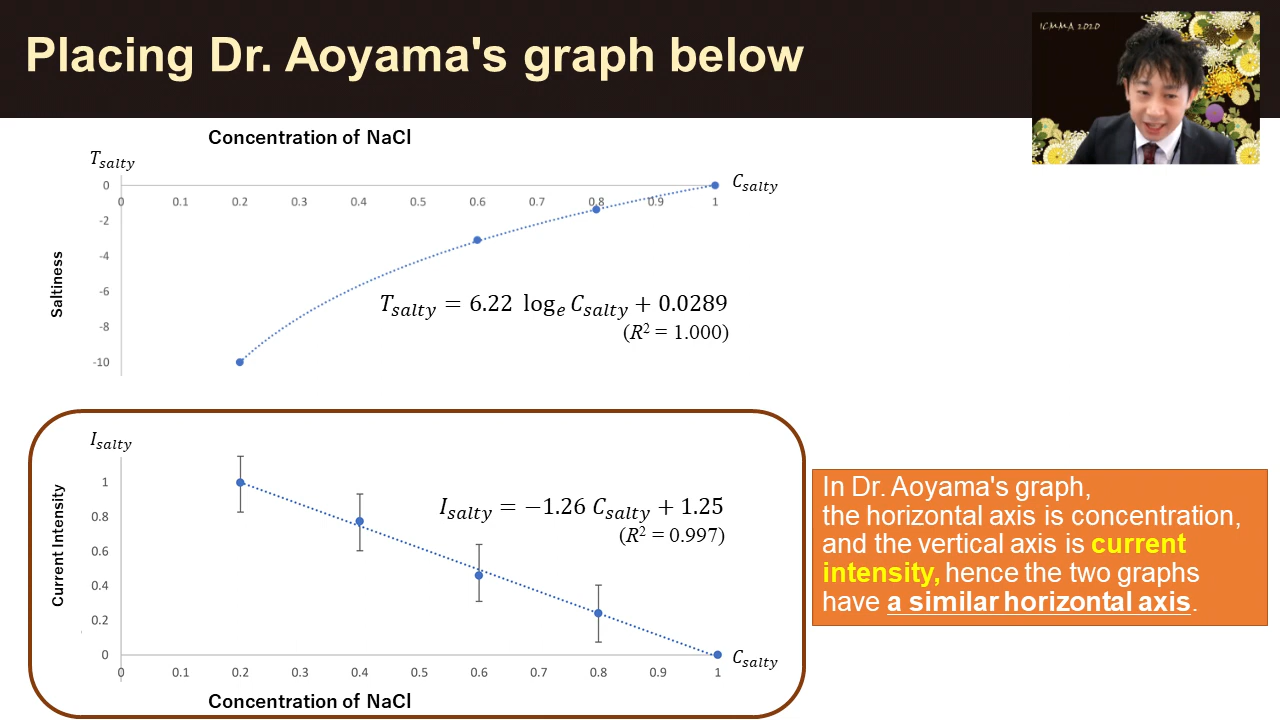 Placing Dr. Aoyama's graph below
ICMMA 2020
Concentration of NaCl
T_salty
0
-2
-4
-6
-8
-10
Saltiness
0 0.1 0.2 0.3 0.4 0.5 0.6 0.7 0.8 0.9 1
C_salty
T_salty = 6.22 log_e C_salty + 0.0289
(R² = 1.000)
I_salty
1
0.8
0.6
0.4
0.2
0
Current Intensity
I_salty = −1.26 C_salty + 1.25
(R² = 0.997)
0 0.1 0.2 0.3 0.4 0.5 0.6 0.7 0.8 0.9 1
C_salty
Concentration of NaCl
In Dr. Aoyama's graph,
the horizontal axis is concentration,
and the vertical axis is current
intensity, hence the two graphs
have a similar horizontal axis.